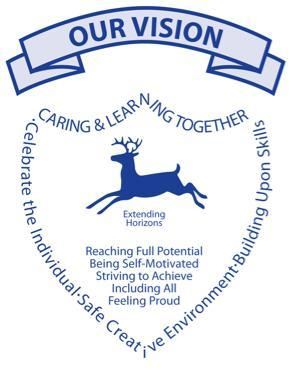 OUR VISION
CARING & LEARNING TOGETHER
·Celebrate the Individual·Safe Creative Environment·Building Upon Skills
Extending
Horizons
Reaching Full Potential
Being Self-Motivated
Striving to Achieve
Including All
Feeling Proud